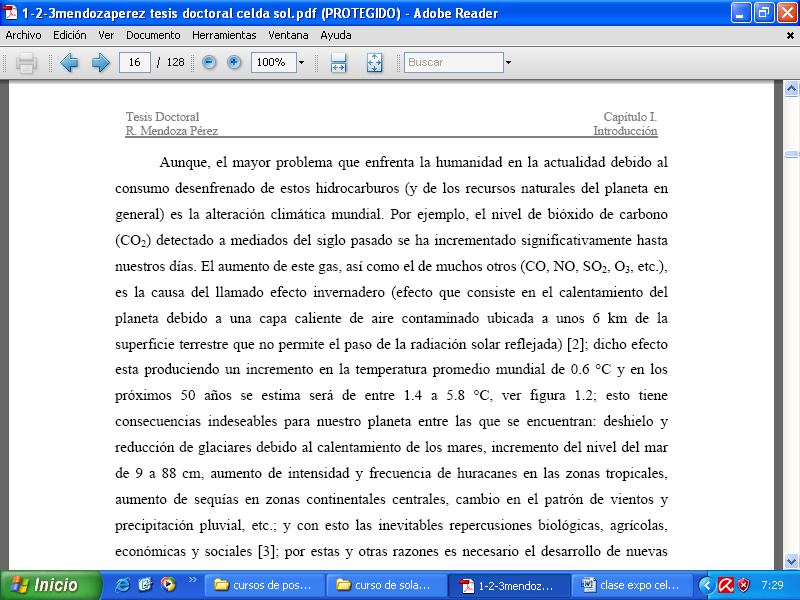 1-2-3mendozaperez tesis doctoral celda sol.pdf (PROTEGIDO) - Adobe Reader
Archivo Edición Ver Documento Herramientas Ventana Ayuda
16 / 128 100% Buscar
Tesis Doctoral Capítulo I.
R. Mendoza Pérez Introducción
Aunque, el mayor problema que enfrenta la humanidad en la actualidad debido al
consumo desenfrenado de estos hidrocarburos (y de los recursos naturales del planeta en
general) es la alteración climática mundial. Por ejemplo, el nivel de bióxido de carbono
(CO₂) detectado a mediados del siglo pasado se ha incrementado significativamente hasta
nuestros días. El aumento de este gas, así como el de muchos otros (CO, NO, SO₂, O₃, etc.),
es la causa del llamado efecto invernadero (efecto que consiste en el calentamiento del
planeta debido a una capa caliente de aire contaminado ubicada a unos 6 km de la
superficie terrestre que no permite el paso de la radiación solar reflejada) [2]; dicho efecto
esta produciendo un incremento en la temperatura promedio mundial de 0.6 °C y en los
próximos 50 años se estima será de entre 1.4 a 5.8 °C, ver figura 1.2; esto tiene
consecuencias indeseables para nuestro planeta entre las que se encuentran: deshielo y
reducción de glaciares debido al calentamiento de los mares, incremento del nivel del mar
de 9 a 88 cm, aumento de intensidad y frecuencia de huracanes en las zonas tropicales,
aumento de sequías en zonas continentales centrales, cambio en el patrón de vientos y
precipitación pluvial, etc.; y con esto las inevitables repercusiones biológicas, agrícolas,
económicas y sociales [3]; por estas y otras razones es necesario el desarrollo de nuevas
Inicio » cursos de pos... curso de sola... 1-2-3mendoz... clase expo cel... 7:29